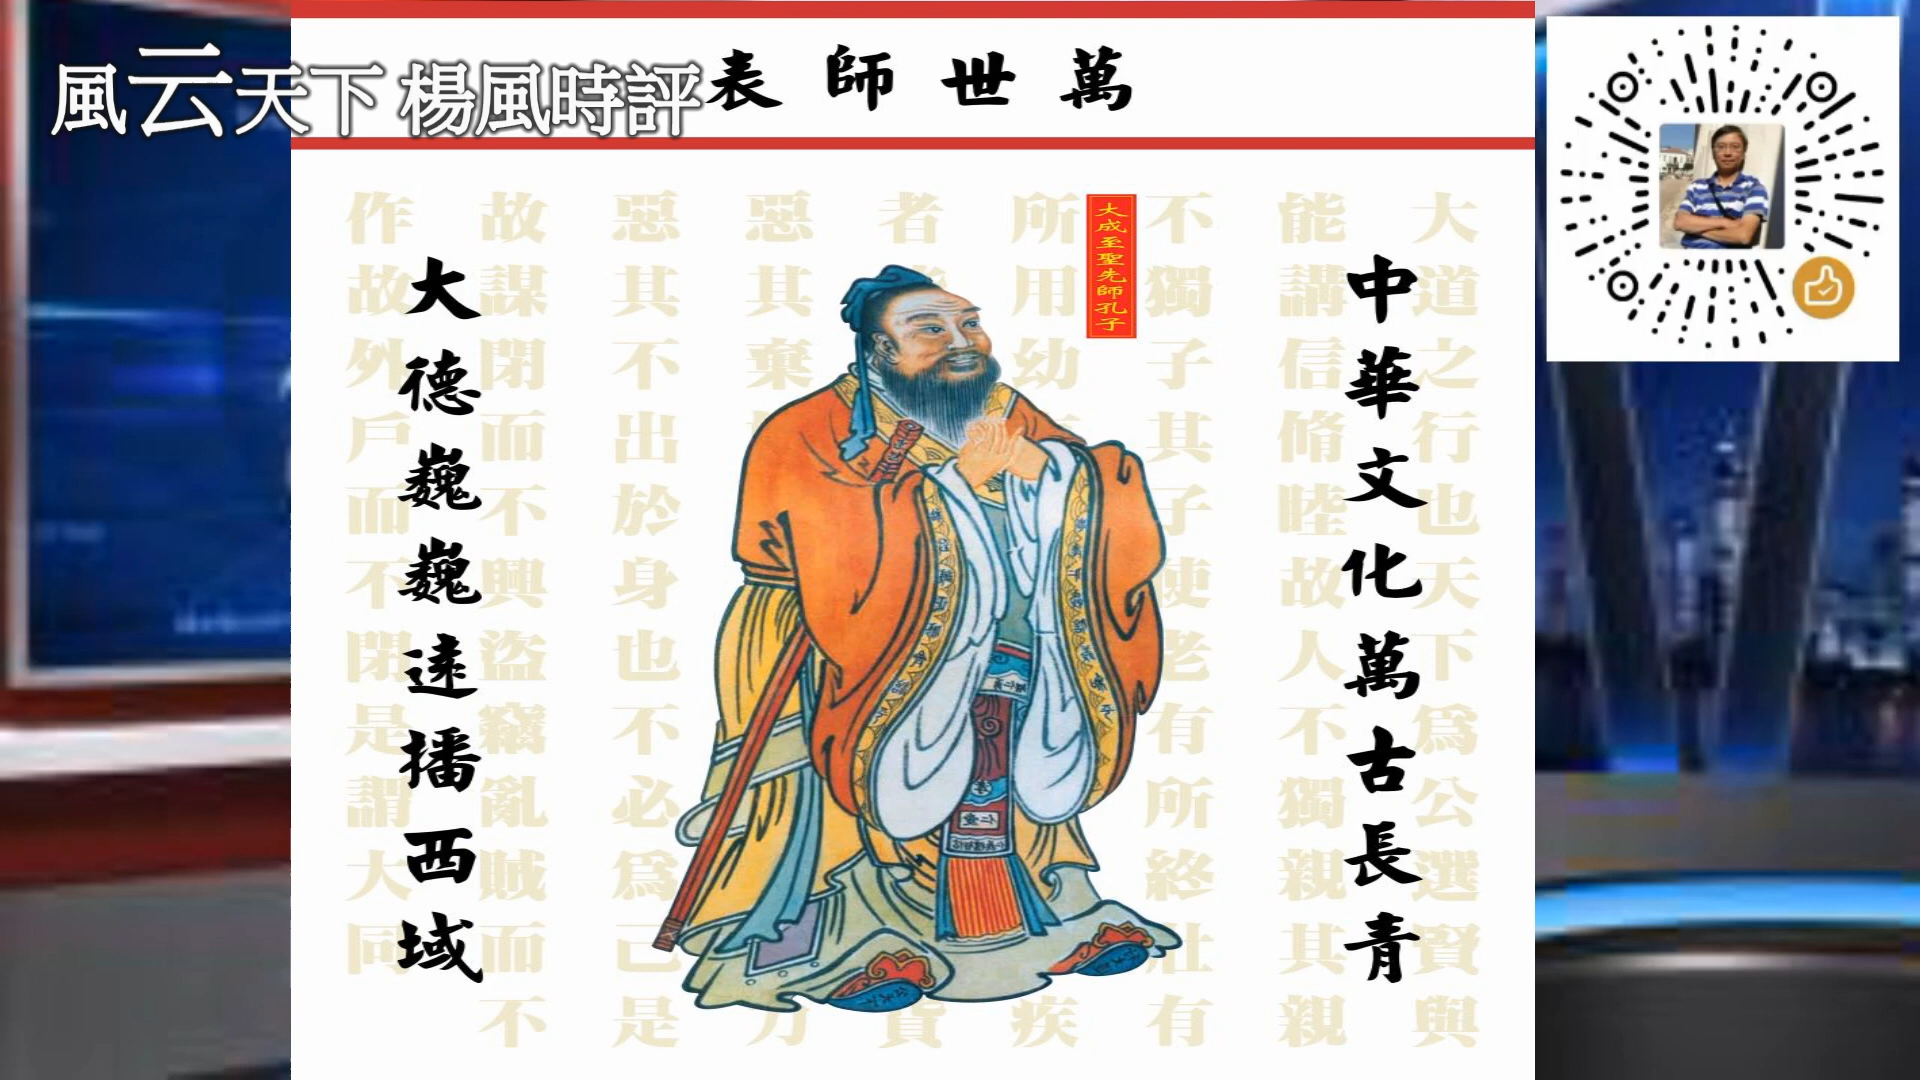 風云天下 楊風時評
萬世師表
大成至聖先師孔子
中華文化萬古長青
大德巍巍遠播西域
大道之行也天下爲公選賢與
能講信脩睦故人不獨親其親
不獨子其子使老有所終壯有
所用幼 疾
者 貨
惡其棄 力
惡其不出於身也不必爲己是
故謀閉而不興盜竊亂賊而不
作故外戶而不閉是謂大同